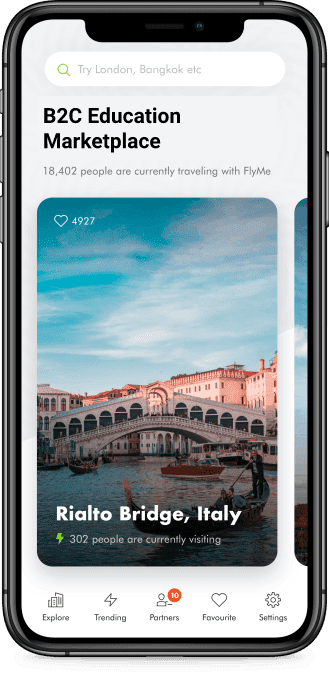 Try London, Bangkok etc
B2C Education
Marketplace
18,402 people are currently traveling with FlyMe
4927
Rialto Bridge, Italy
302 people are currently visiting
10
Explore
Trending
Partners
Favourite
Settings